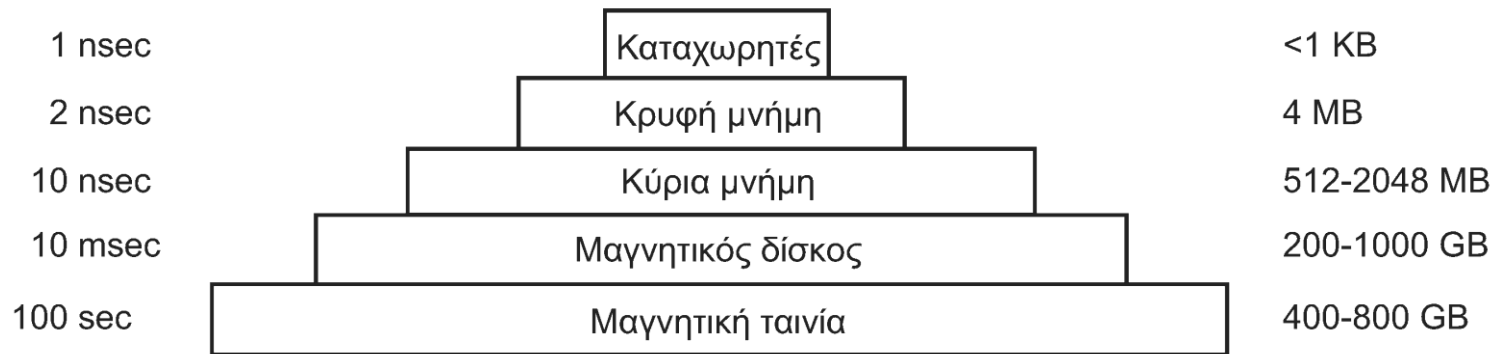 1 nsec Καταχωρητές <1 KB
2 nsec Κρυφή μνήμη 4 MB
10 nsec Κύρια μνήμη 512-2048 MB
10 msec Μαγνητικός δίσκος 200-1000 GB
100 sec Μαγνητική ταινία 400-800 GB